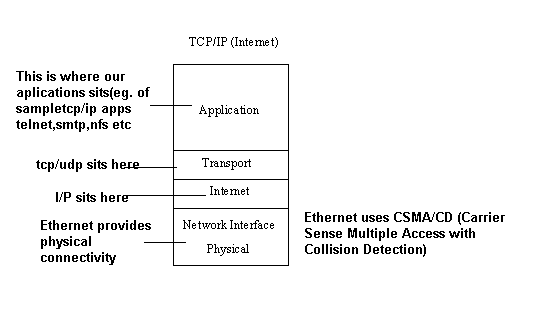 TCP/IP (Internet)
This is where our
aplications sits(eg. of
sampletcp/ip apps
telnet,smtp,nfs etc
Application
tcp/udp sits here
Transport
I/P sits here
Internet
Ethernet provides
physical
connectivity
Network Interface
Physical
Ethernet uses CSMA/CD (Carrier
Sense Multiple Access with
Collision Detection)